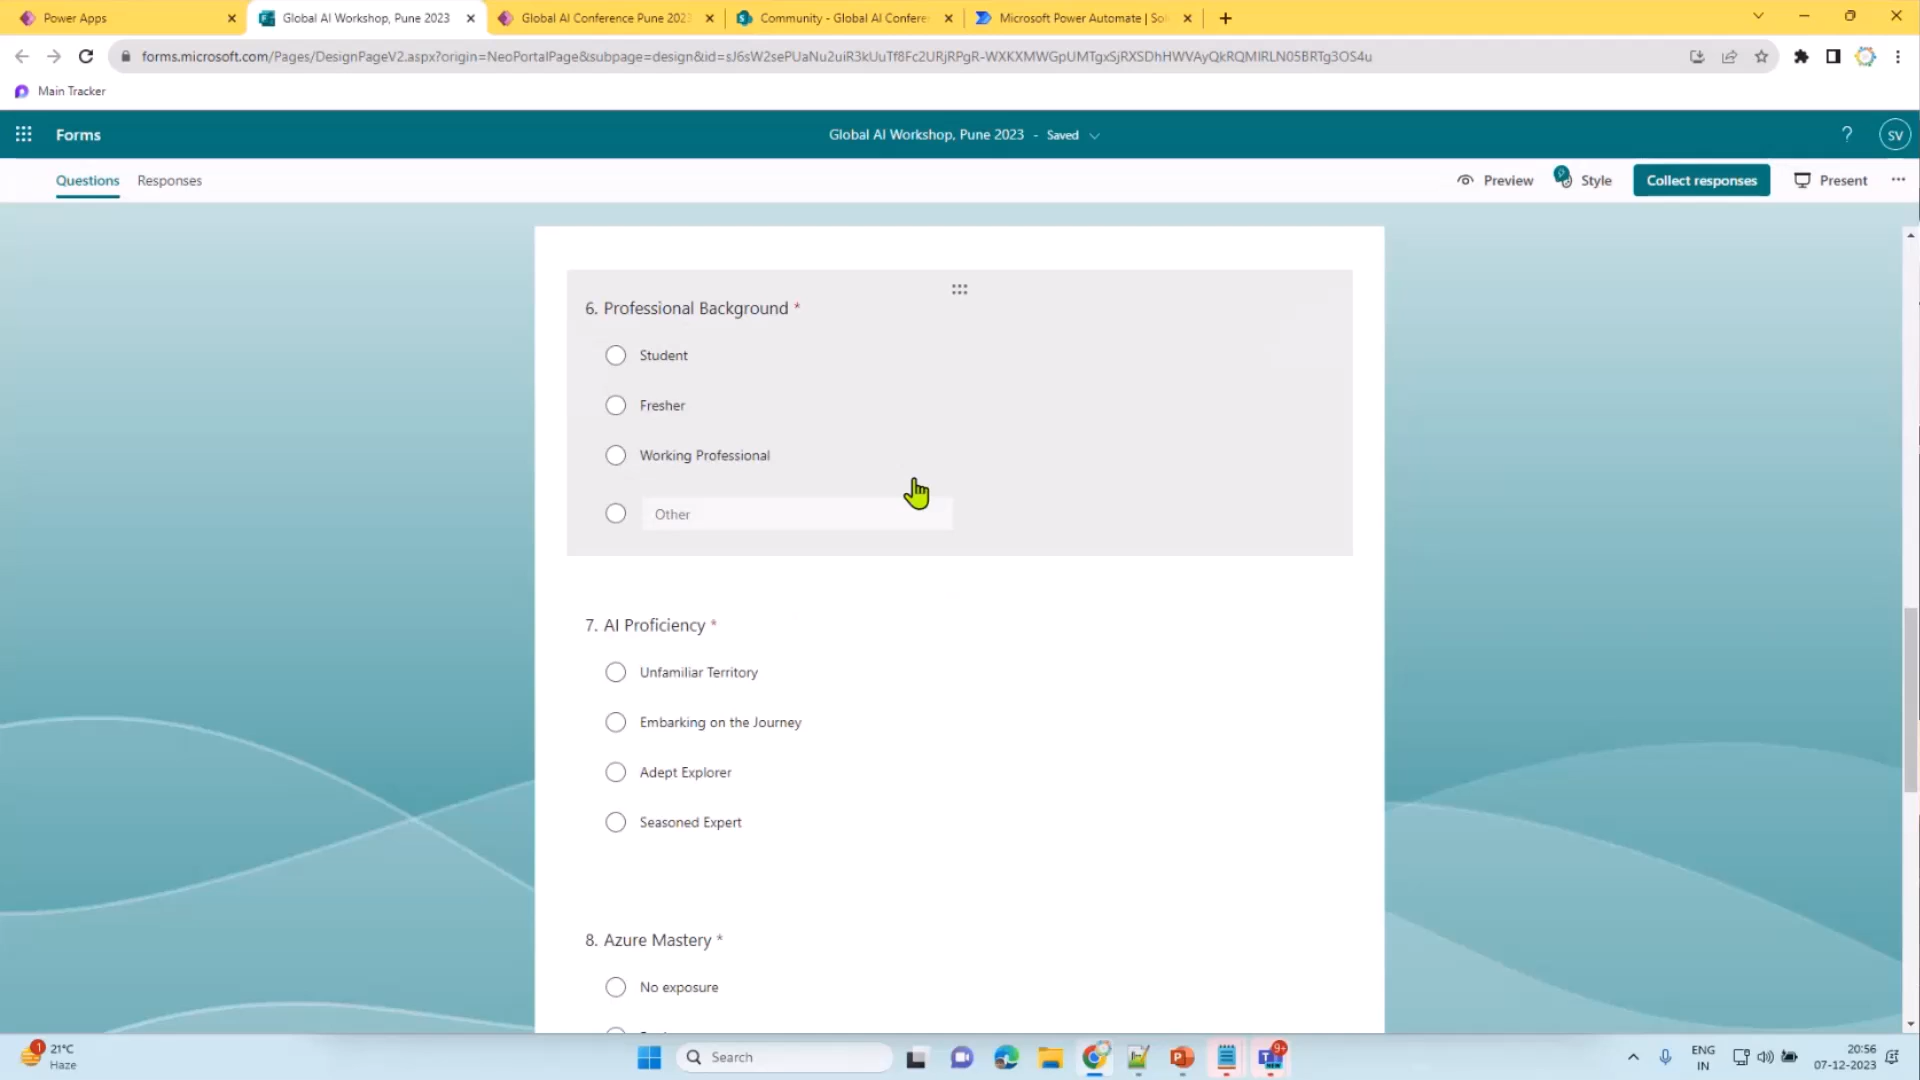 Power Apps
Global AI Workshop, Pune 2023
Global AI Conference Pune 202
Community - Global AI Confere
Microsoft Power Automate | Sol
forms.microsoft.com/Pages/DesignPageV2.aspx?origin=NeoPortalPage&subpage=design&id=sJ6sW2sePUaNu2uiR3kUuTf8Fc2URjRPgR-WXKXMWGpUMTgxSjRXSDhHWVAyQkRQMlRLN05BRTg3OS4u
Main Tracker
Forms
Global AI Workshop, Pune 2023 - Saved
?
SV
Questions
Responses
Preview
Style
Collect responses
Present
6. Professional Background *
Student
Fresher
Working Professional
Other
7. AI Proficiency *
Unfamiliar Territory
Embarking on the Journey
Adept Explorer
Seasoned Expert
8. Azure Mastery *
No exposure
1
21°C
Haze
Search
9+
ENG
IN
20:56
07-12-2023